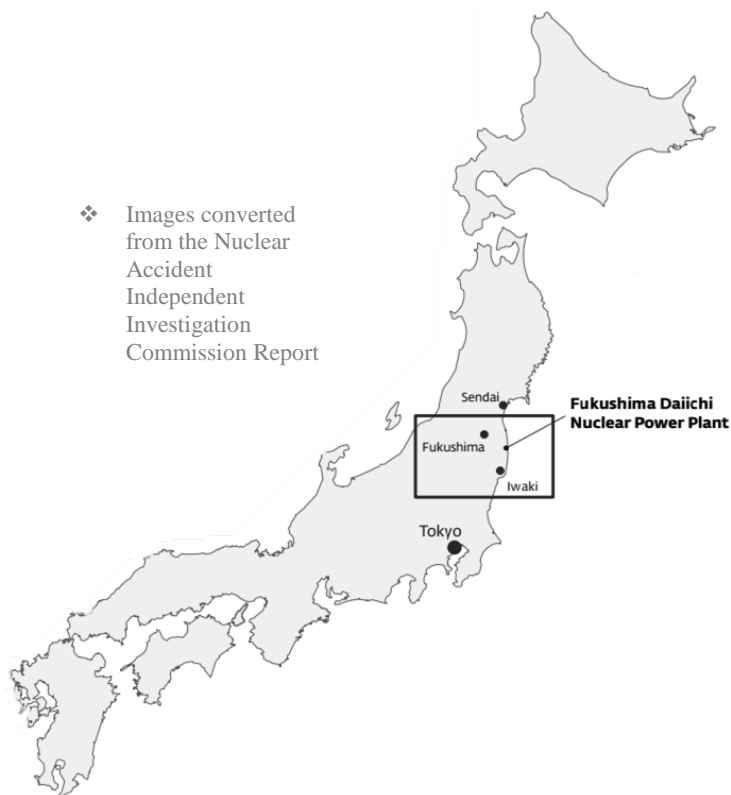 ❖ Images converted
from the Nuclear
Accident
Independent
Investigation
Commission Report
Sendai
Fukushima Daiichi
Nuclear Power Plant
Fukushima
Iwaki
Tokyo